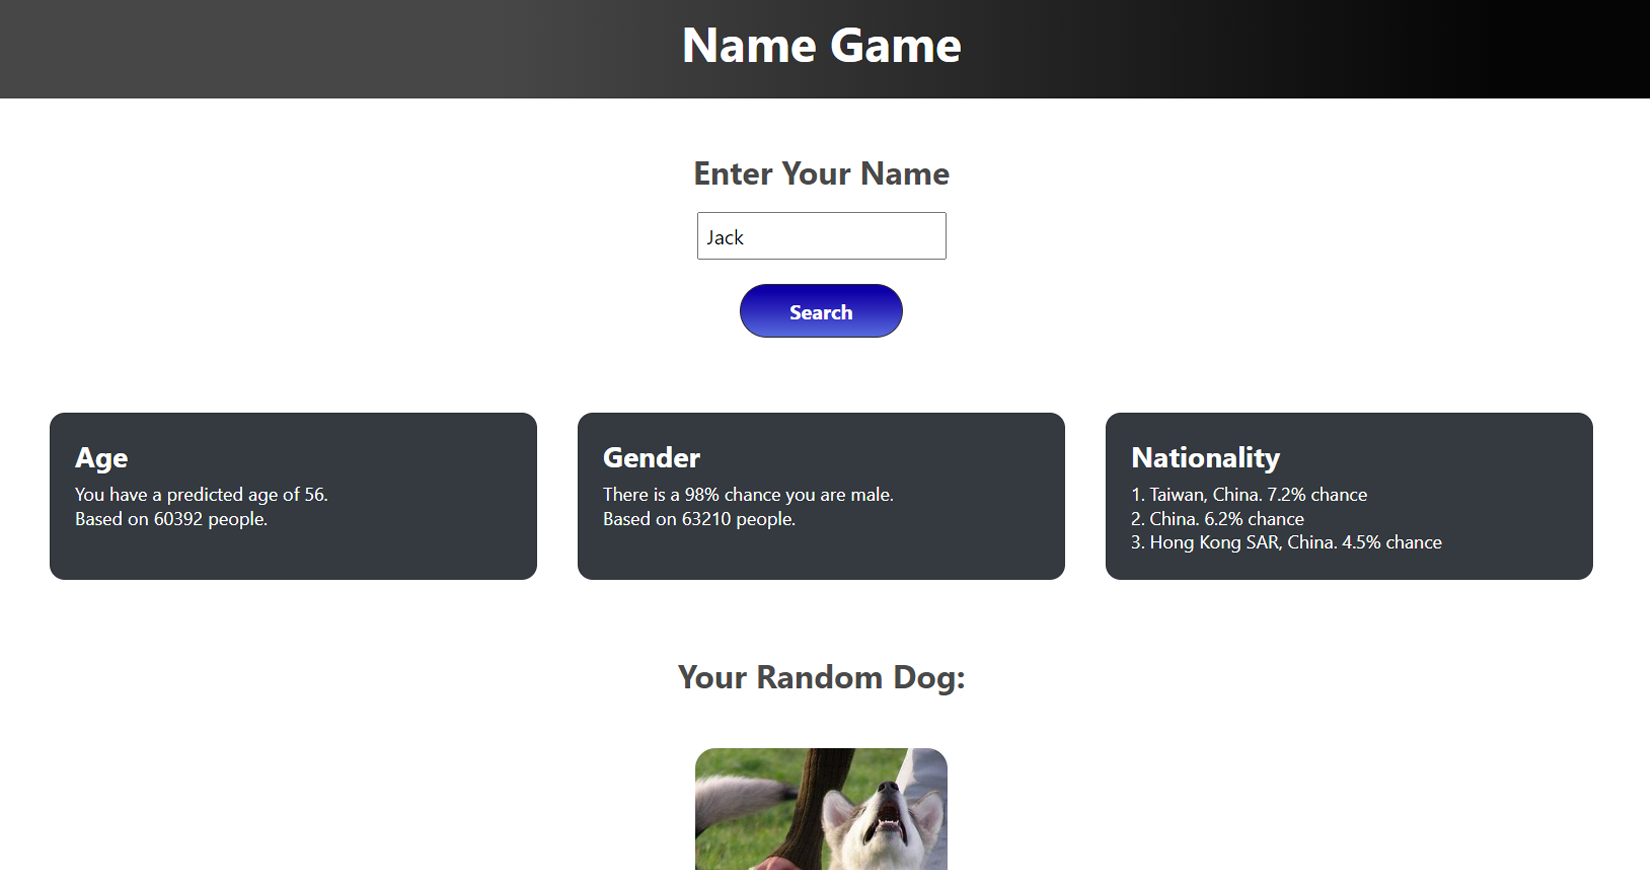 Name Game
Enter Your Name
Jack
Search
Age
You have a predicted age of 56.
Based on 60392 people.
Gender
There is a 98% chance you are male.
Based on 63210 people.
Nationality
1. Taiwan, China. 7.2% chance
2. China. 6.2% chance
3. Hong Kong SAR, China. 4.5% chance
Your Random Dog: